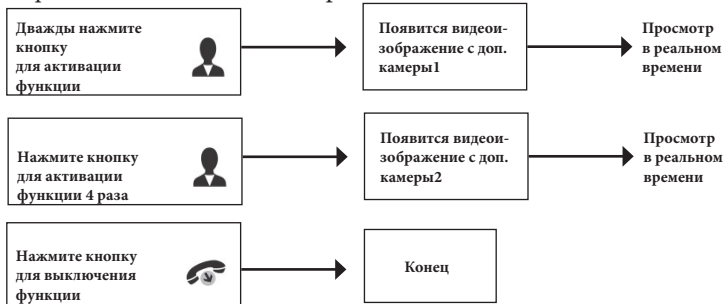 Дважды нажмите
кнопку
для активации
функции
Появится видеои-
зображение с доп.
камеры1
Просмотр
в реальном
времени
Нажмите кнопку
для активации
функции 4 раза
Появится видеои-
зображение с доп.
камеры2
Просмотр
в реальном
времени
Нажмите кнопку
для выключения
функции
Конец